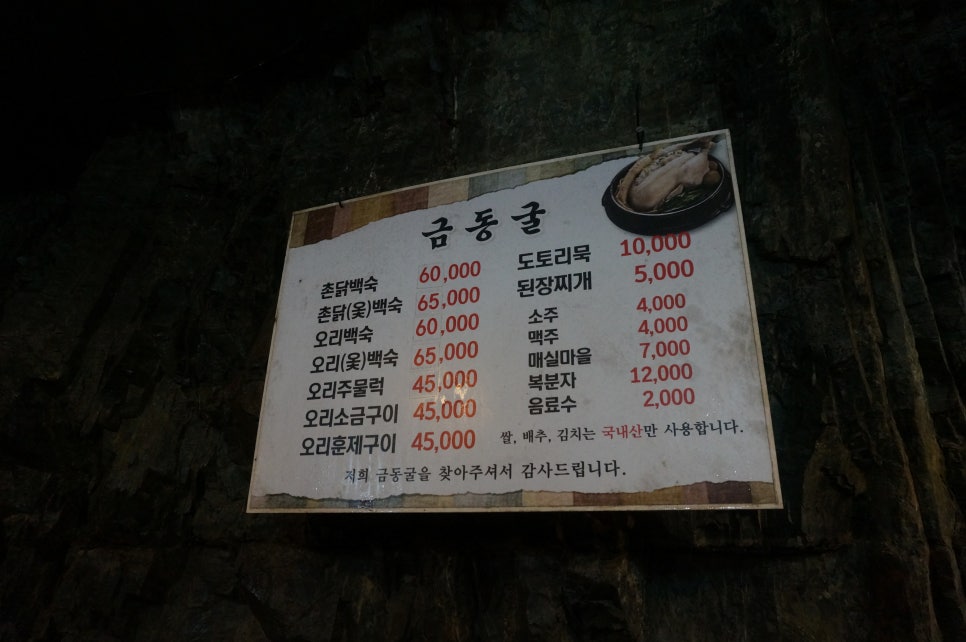 금동굴
촌닭백숙 60,000
촌닭(옻)백숙 65,000
오리백숙 60,000
오리(옻)백숙 65,000
오리주물럭 45,000
오리소금구이 45,000
오리훈제구이 45,000
도토리묵 10,000
된장찌개 5,000
소주 4,000
맥주 4,000
매실마을 7,000
복분자 12,000
음료수 2,000
쌀, 배추, 김치는 국내산만 사용합니다.
저희 금동굴을 찾아주셔서 감사드립니다.